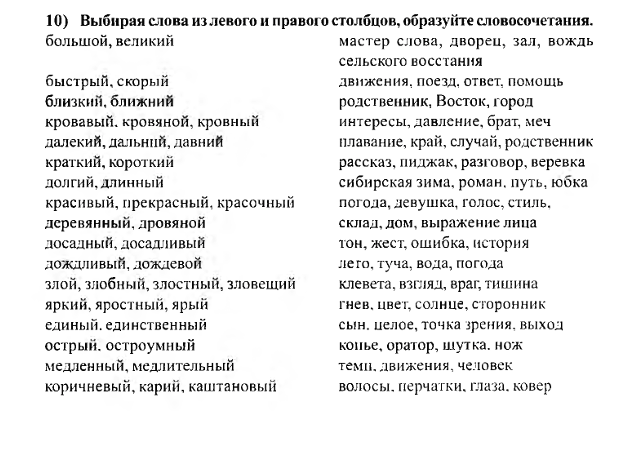 10) Выбирая слова из левого и правого столбцов, образуйте словосочетания.
большой, великий мастер слова, дворец, зал, вождь
сельского восстания
быстрый, скорый движения, поезд, ответ, помощь
близкий, ближний родственник, Восток, город
кровавый, кровяной, кровный интересы, давление, брат, меч
далекий, дальний, давний плавание, край, случай, родственник
краткий, короткий рассказ, пиджак, разговор, веревка
долгий, длинный сибирская зима, роман, путь, юбка
красивый, прекрасный, красочный погода, девушка, голос, стиль,
деревянный, дровяной склад, дом, выражение лица
досадный, досадливый тон, жест, ошибка, история
дождливый, дождевой лето, туча, вода, погода
злой, злобный, злостный, зловещий клевета, взгляд, враг, тишина
яркий, яростный, ярый гнев, цвет, солнце, сторонник
единый, единственный сын, целое, точка зрения, выход
острый, остроумный копье, оратор, шутка, нож
медленный, медлительный темп, движения, человек
коричневый, карий, каштановый волосы, перчатки, глаза, ковер